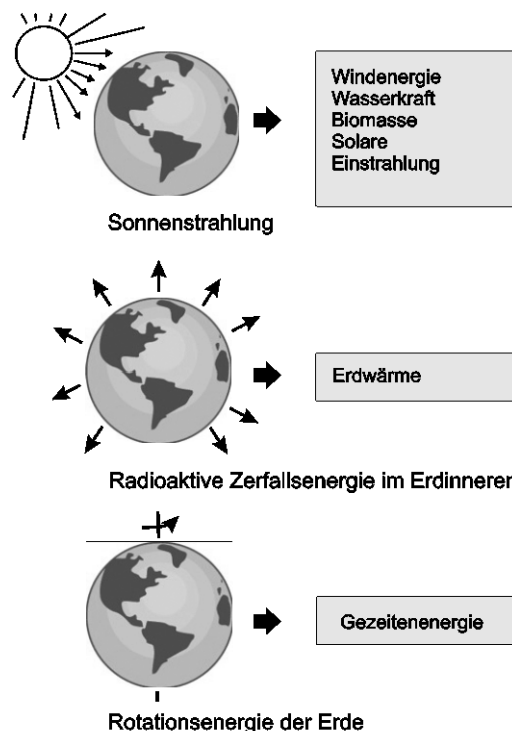 Windenergie
Wasserkraft
Biomasse
Solare
Einstrahlung
Sonnenstrahlung
Erdwärme
Radioaktive Zerfallsenergie im Erdinneren
Gezeitenenergie
Rotationsenergie der Erde